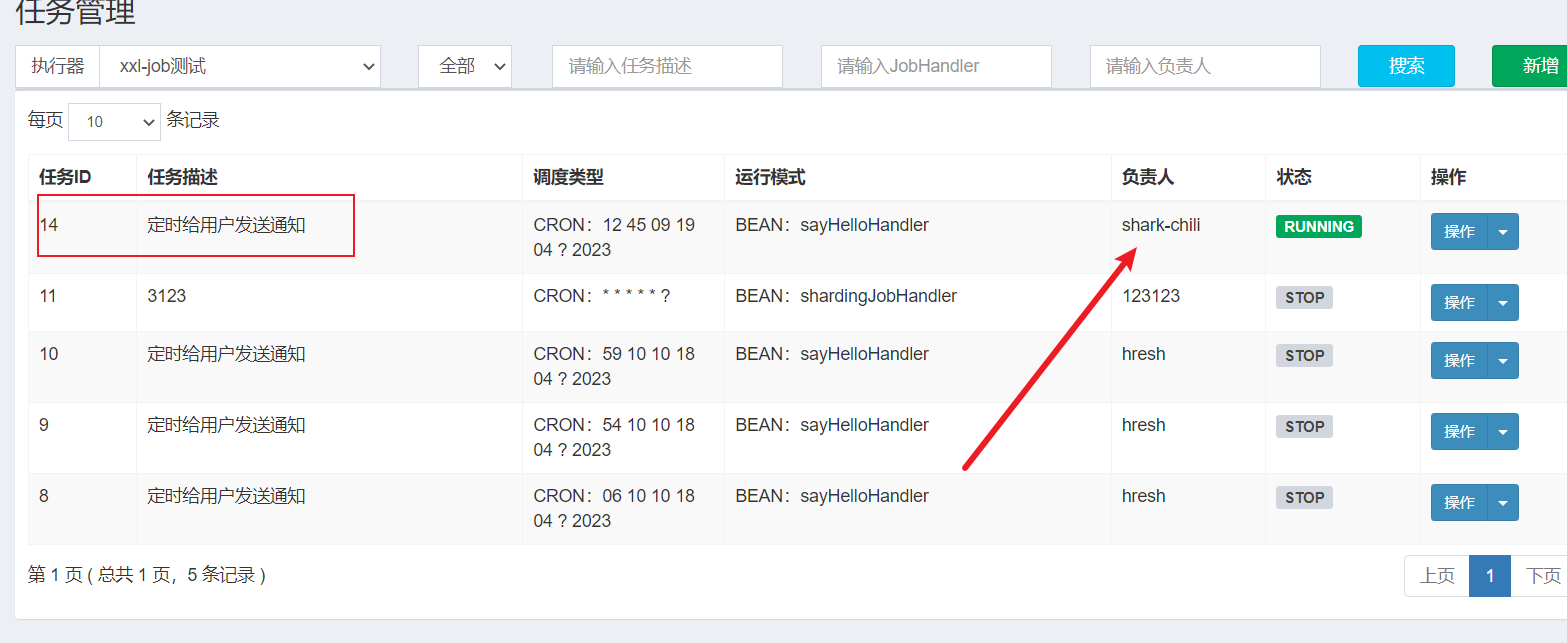 任务管理
执行器 xxl-job测试 全部 请输入任务描述 请输入JobHandler 请输入负责人 搜索 新增
每页 10 条记录
任务ID 任务描述 调度类型 运行模式 负责人 状态 操作
14 定时给用户发送通知 CRON：12 45 09 19 BEAN：sayHelloHandler shark-chili RUNNING 操作
04 ? 2023
11 3123 CRON：* * * * * ? BEAN：shardingJobHandler 123123 STOP 操作
10 定时给用户发送通知 CRON：59 10 10 18 BEAN：sayHelloHandler hresh STOP 操作
04 ? 2023
9 定时给用户发送通知 CRON：54 10 10 18 BEAN：sayHelloHandler hresh STOP 操作
04 ? 2023
8 定时给用户发送通知 CRON：06 10 10 18 BEAN：sayHelloHandler hresh STOP 操作
04 ? 2023
第 1 页 ( 总共 1 页，5 条记录 ) 上页 1 下页